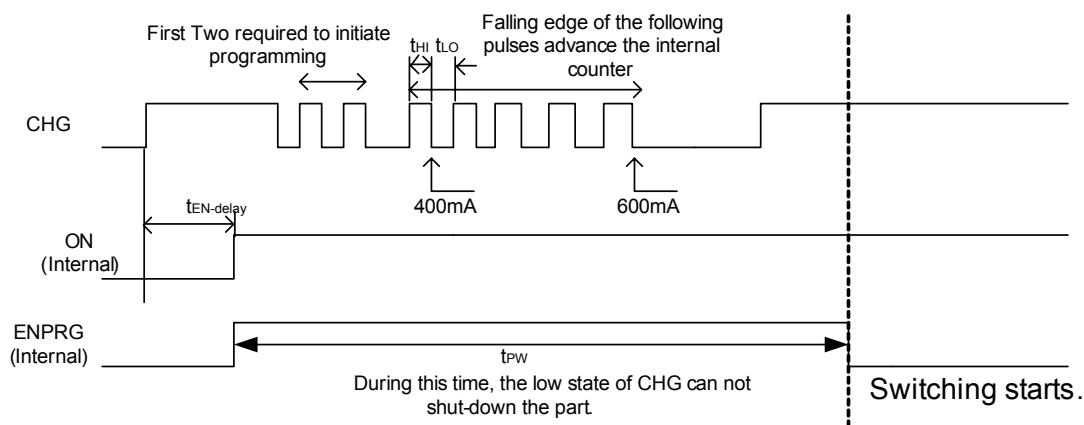 First Two required to initiate
programming
tHI tLO
Falling edge of the following
pulses advance the internal
counter
CHG
400mA
600mA
tEN-delay
ON
(Internal)
ENPRG
(Internal)
tPW
During this time, the low state of CHG can not
shut-down the part.
Switching starts.